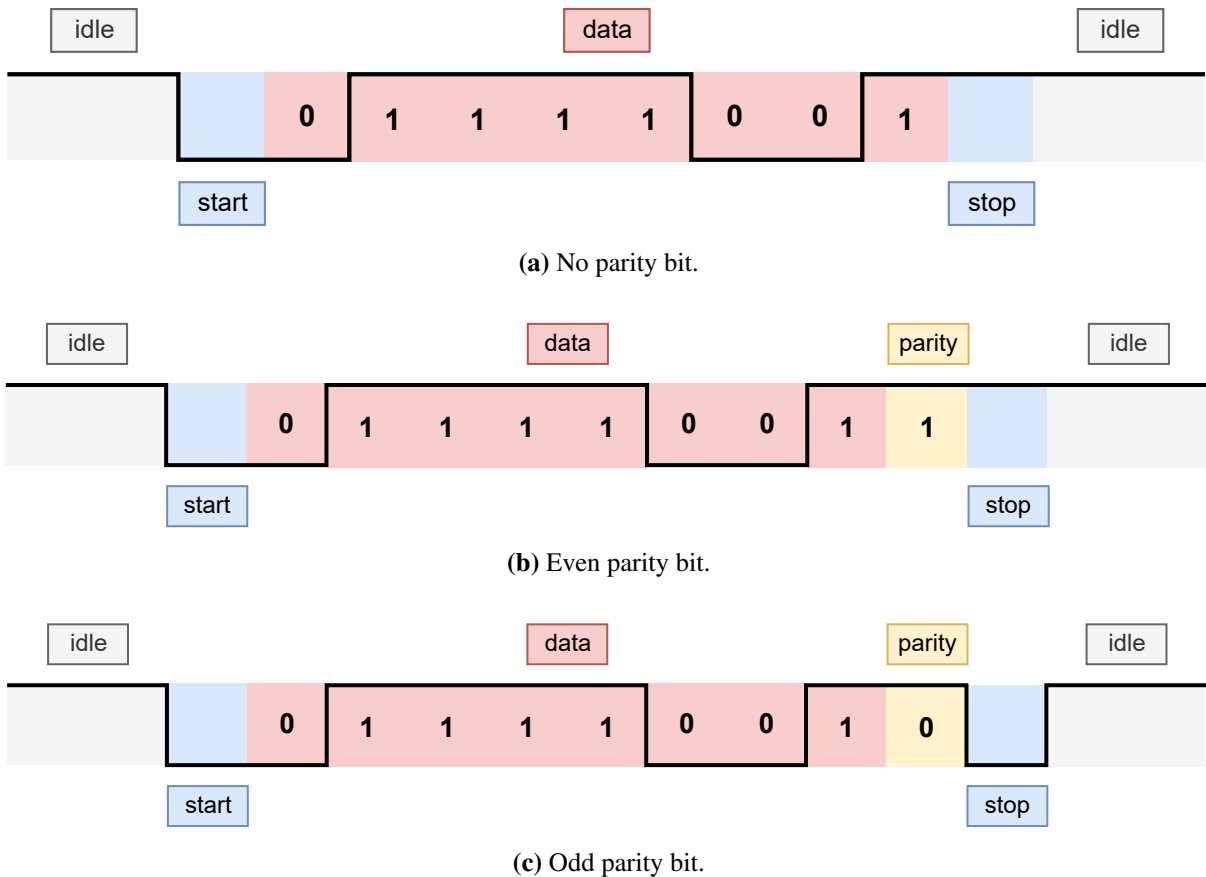 idle data idle
0 1 1 1 1 0 0 1
start stop
(a) No parity bit.
idle data parity idle
0 1 1 1 1 0 0 1 1
start stop
(b) Even parity bit.
idle data parity idle
0 1 1 1 1 0 0 1 0
start stop
(c) Odd parity bit.